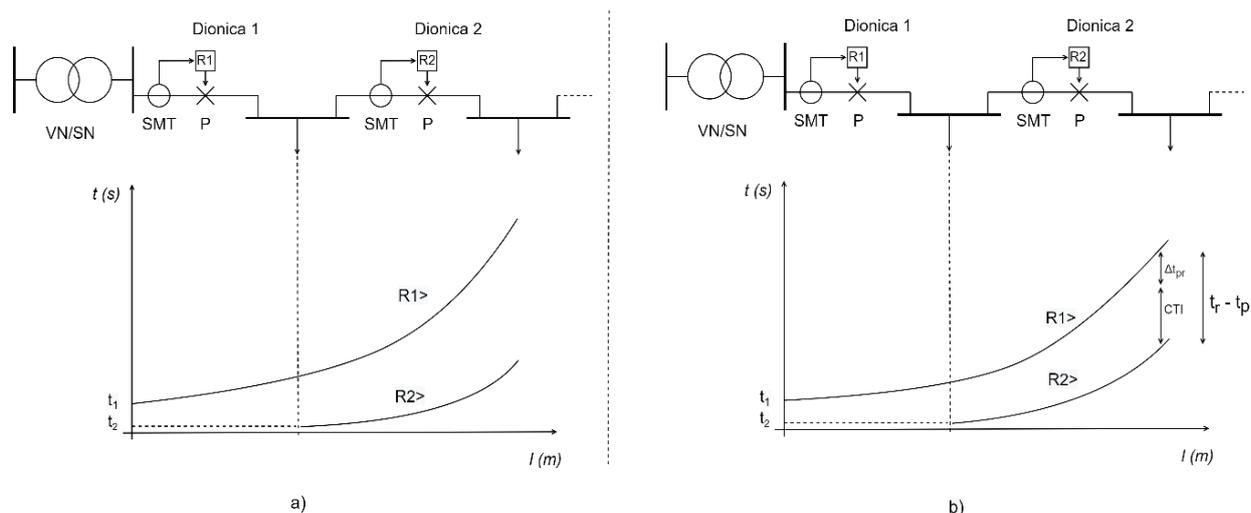 Dionica 1
Dionica 2
R1
R2
SMT
P
SMT
P
VN/SN
t (s)
R1>
R2>
t₁
t₂
l (m)
a)
Dionica 1
Dionica 2
R1
R2
SMT
P
SMT
P
VN/SN
t (s)
Δtpr
R1>
CTI
tr - tp
R2>
t₁
t₂
l (m)
b)